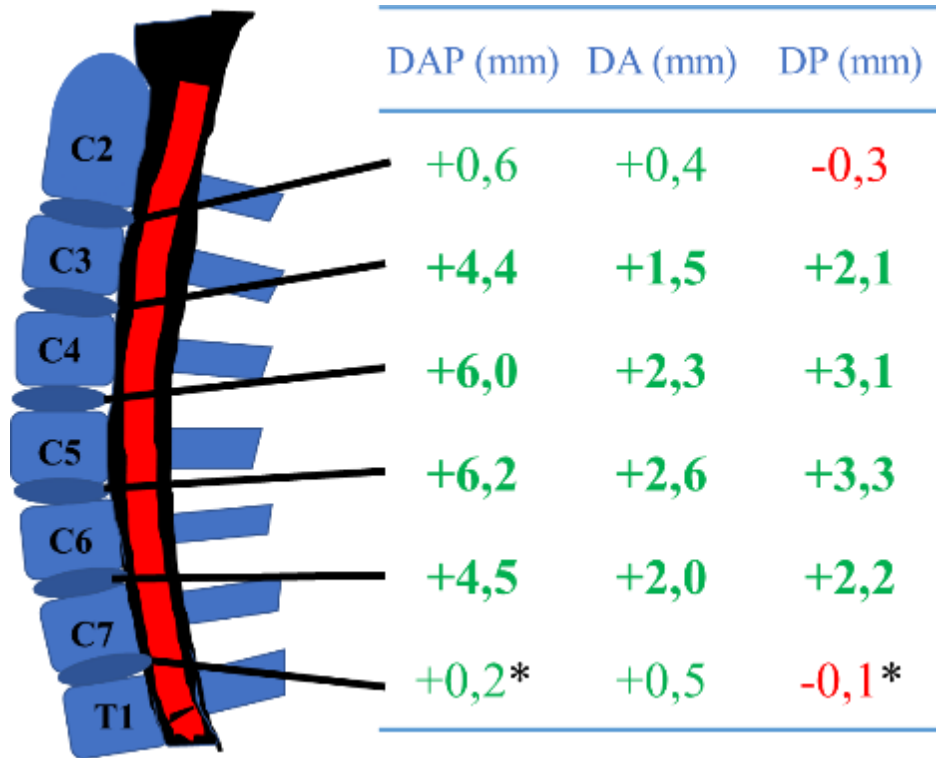 DAP (mm) DA (mm) DP (mm)
C2 +0,6 +0,4 -0,3
C3 +4,4 +1,5 +2,1
C4 +6,0 +2,3 +3,1
C5 +6,2 +2,6 +3,3
C6 +4,5 +2,0 +2,2
C7
+0,2* +0,5 -0,1*
T1